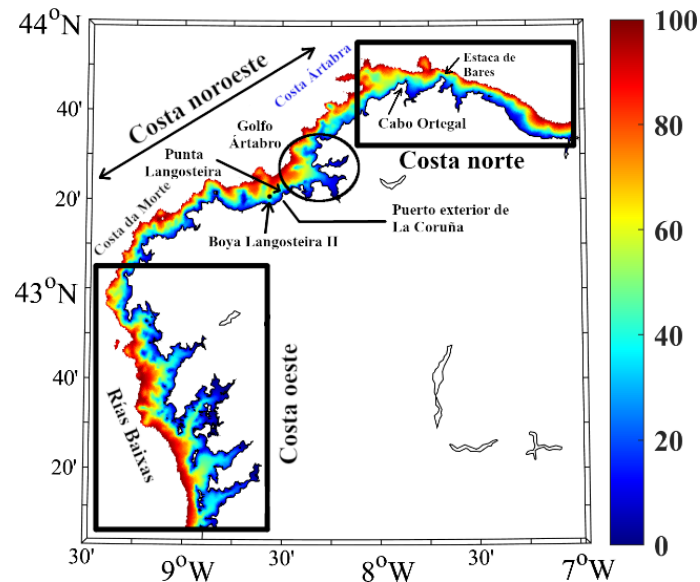 44°N
40'
20'
43°N
40'
20'
30'
9°W
30'
8°W
30'
7°W
100
80
60
40
20
0
Costa noroeste
Costa Ártabra
Estaca de
Bares
Cabo Ortegal
Costa norte
Golfo
Ártabro
Punta
Langosteira
Costa da Morte
Boya Langosteira II
Puerto exterior de
La Coruña
Rías Baixas
Costa oeste